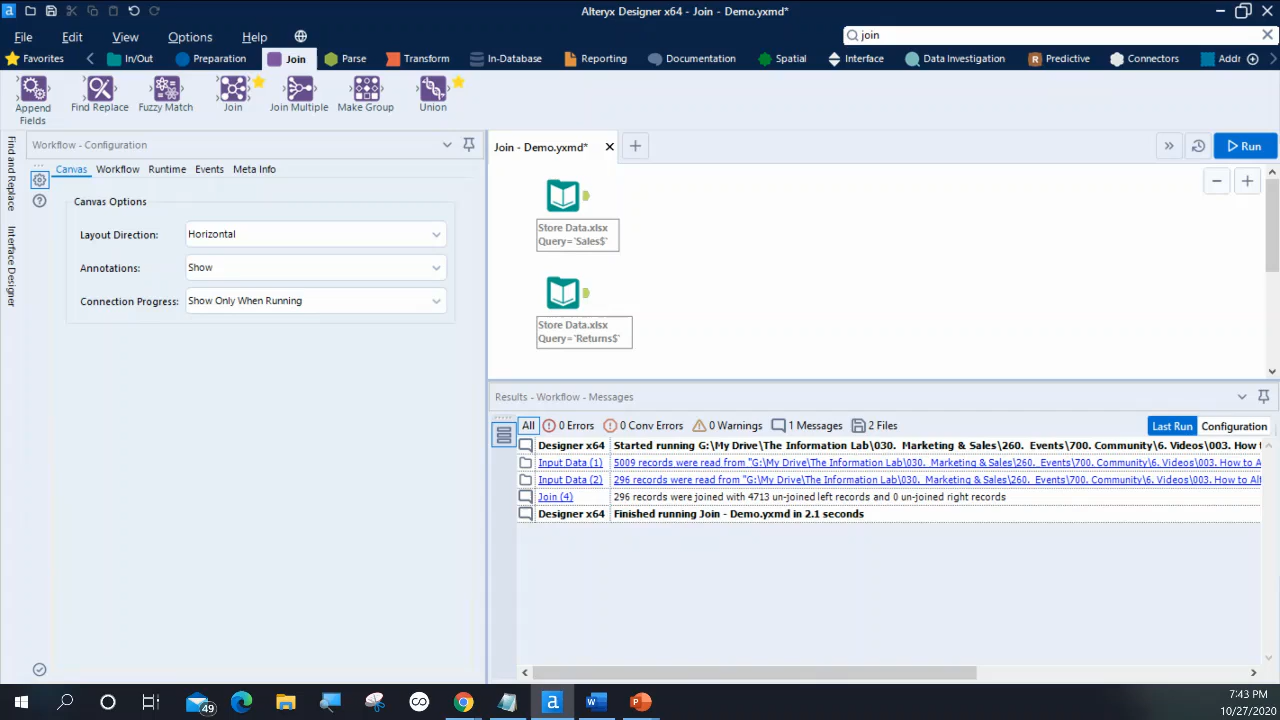 Alteryx Designer x64 - Join - Demo.yxmd*
File Edit View Options Help
join
Favorites In/Out Preparation Join Parse Transform In-Database Reporting Documentation Spatial Interface Data Investigation Predictive Connectors Addr
Append Fields
Find Replace
Fuzzy Match
Join
Join Multiple
Make Group
Union
Find and Replace
Interface Designer
Workflow - Configuration
Canvas Workflow Runtime Events Meta Info
Canvas Options
Layout Direction: Horizontal
Annotations: Show
Connection Progress: Show Only When Running
Join - Demo.yxmd*
Run
Store Data.xlsx
Query=`Sales$`
Store Data.xlsx
Query=`Returns$`
Results - Workflow - Messages
All 0 Errors 0 Conv Errors 0 Warnings 1 Messages 2 Files Last Run Configuration
Designer x64 Started running G:\My Drive\The Information Lab\030. Marketing & Sales\260. Events\700. Community\6. Videos\003. How to
Input Data (1) 5009 records were read from "G:\My Drive\The Information Lab\030. Marketing & Sales\260. Events\700. Community\6. Videos\003. How to Alt
Input Data (2) 296 records were read from "G:\My Drive\The Information Lab\030. Marketing & Sales\260. Events\700. Community\6. Videos\003. How to Alt
Join (4) 296 records were joined with 4713 un-joined left records and 0 un-joined right records
Designer x64 Finished running Join - Demo.yxmd in 2.1 seconds
49
7:43 PM
10/27/2020